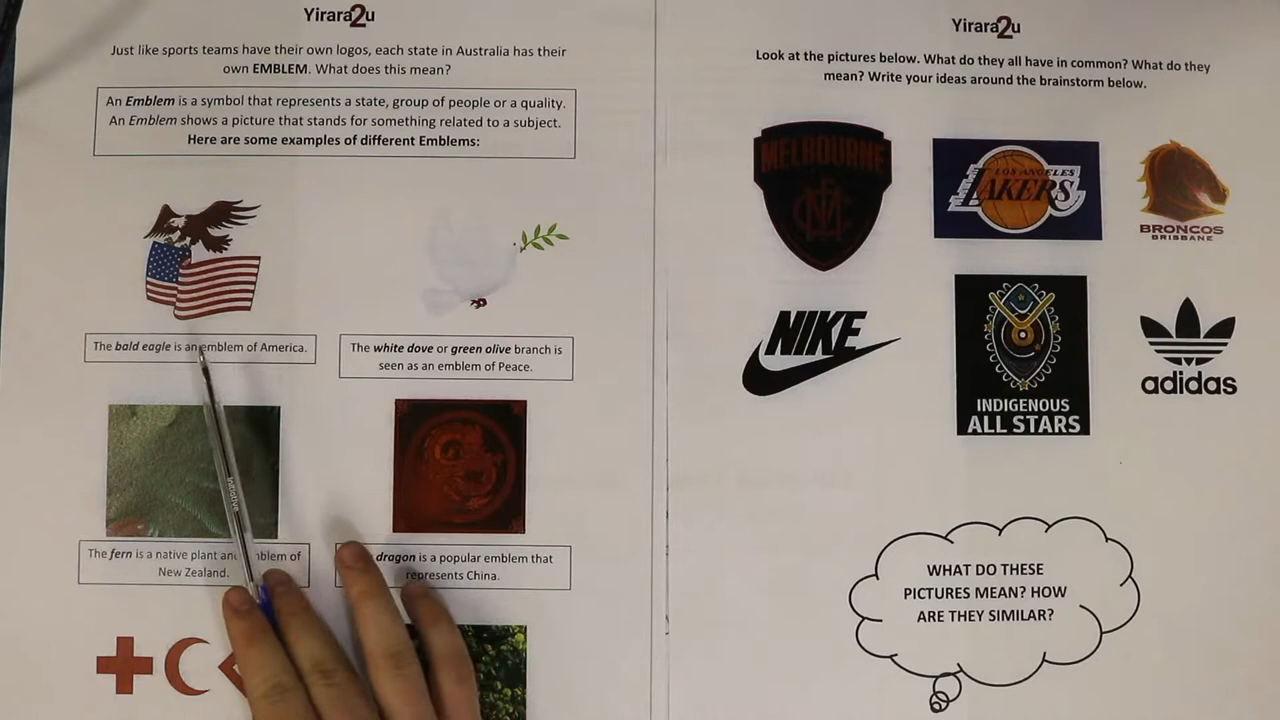 Yirara2u
Just like sports teams have their own logos, each state in Australia has their
own EMBLEM. What does this mean?
An Emblem is a symbol that represents a state, group of people or a quality.
An Emblem shows a picture that stands for something related to a subject.
Here are some examples of different Emblems:
The bald eagle is an emblem of America.
The white dove or green olive branch is
seen as an emblem of Peace.
The fern is a native plant and emblem of
New Zealand.
dragon is a popular emblem that
represents China.
initiative
Yirara2u
Look at the pictures below. What do they all have in common? What do they
mean? Write your ideas around the brainstorm below.
MELBOURNE
LOS ANGELES
LAKERS
BRONCOS
BRISBANE
NIKE
INDIGENOUS
ALL STARS
adidas
WHAT DO THESE
PICTURES MEAN? HOW
ARE THEY SIMILAR?